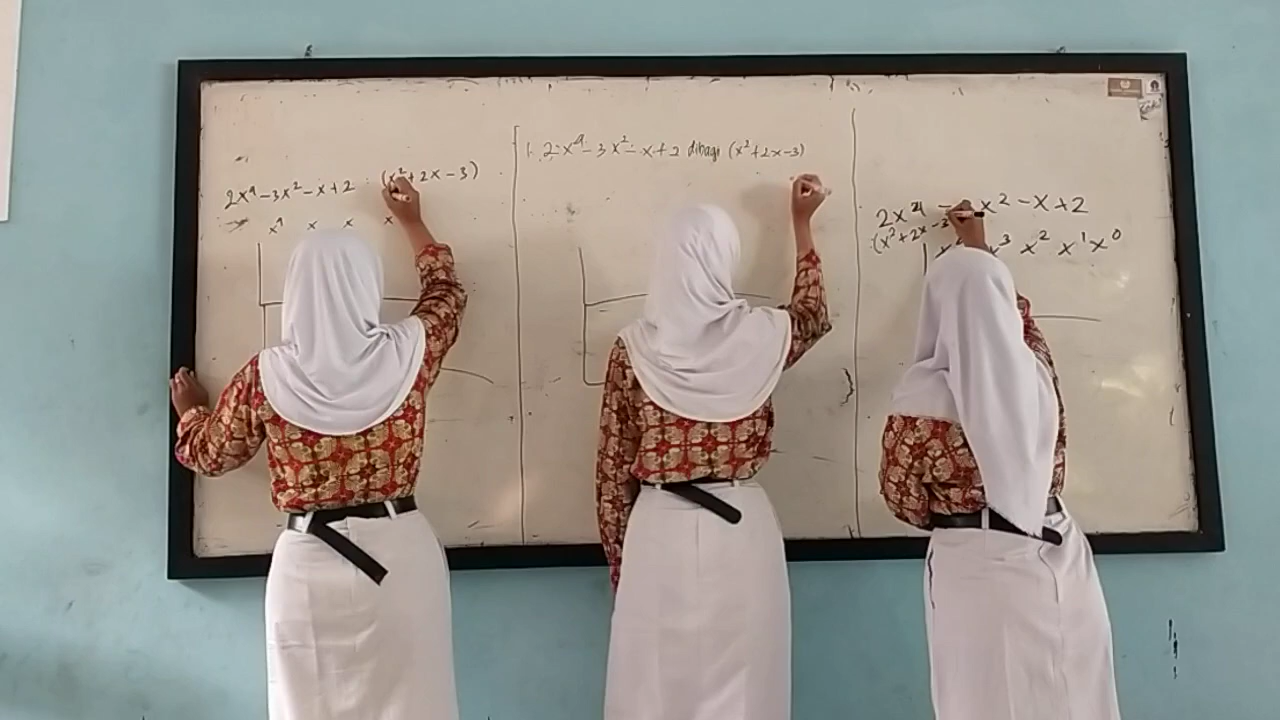 2x⁴ - 3x² - x + 2 : (x² + 2x - 3)
x⁴ x x x
1. 2x⁴ - 3x² - x + 2 dibagi (x² + 2x - 3)
2x⁴ - x² - x + 2
: (x² + 2x - 3
x³ x² x¹ x⁰